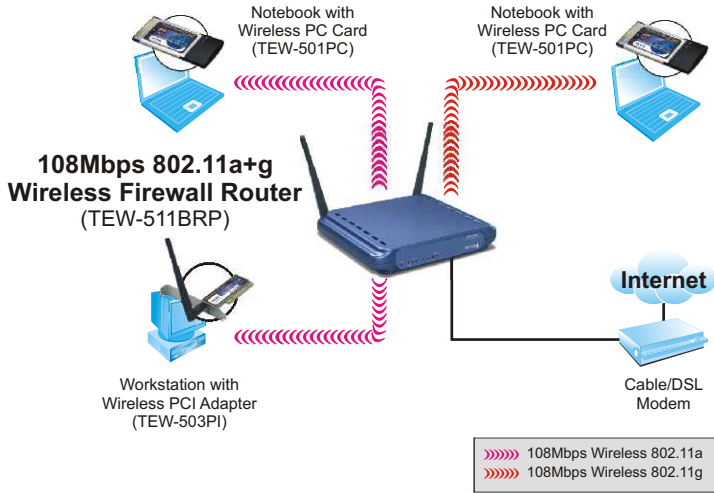 Notebook with
Wireless PC Card
(TEW-501PC)
Notebook with
Wireless PC Card
(TEW-501PC)
108Mbps 802.11a+g
Wireless Firewall Router
(TEW-511BRP)
Internet
Workstation with
Wireless PCI Adapter
(TEW-503PI)
Cable/DSL
Modem
108Mbps Wireless 802.11a
108Mbps Wireless 802.11g